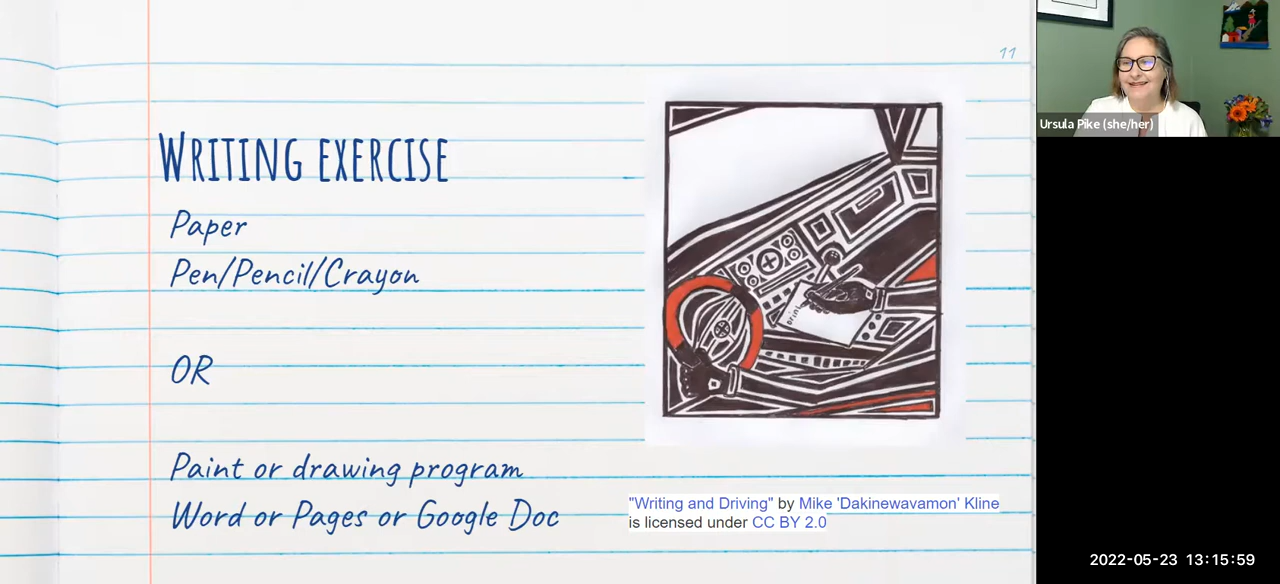 11
WRITING EXERCISE
Paper
Pen/Pencil/Crayon
OR
Paint or drawing program
Word or Pages or Google Doc
"Writing and Driving" by Mike 'Dakinewavamon' Kline
is licensed under CC BY 2.0
Ursula Pike (she/her)
2022-05-23 13:15:59